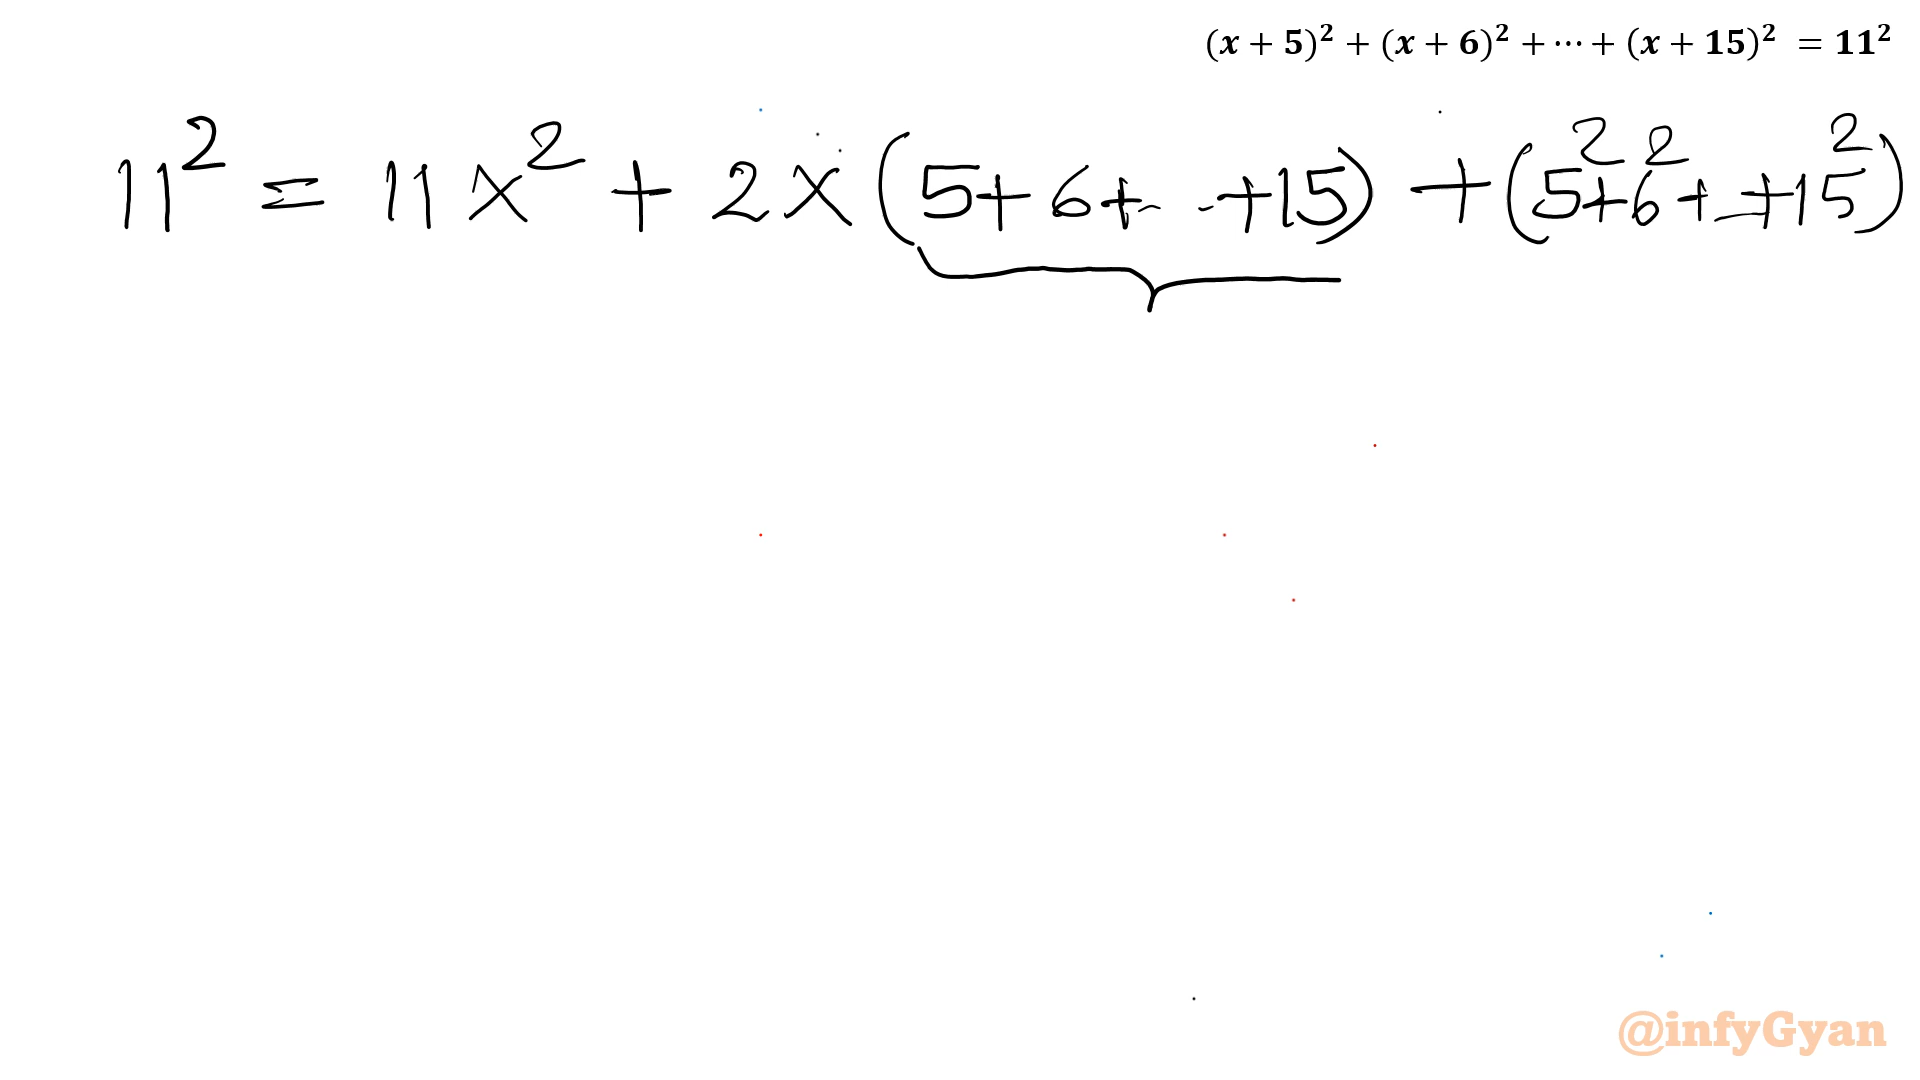 (x + 5)² + (x + 6)² + ⋯ + (x + 15)² = 11²
11² = 11x² + 2x(5+6+- -+15) + (5²+6²+ _+15²)
@infyGyan